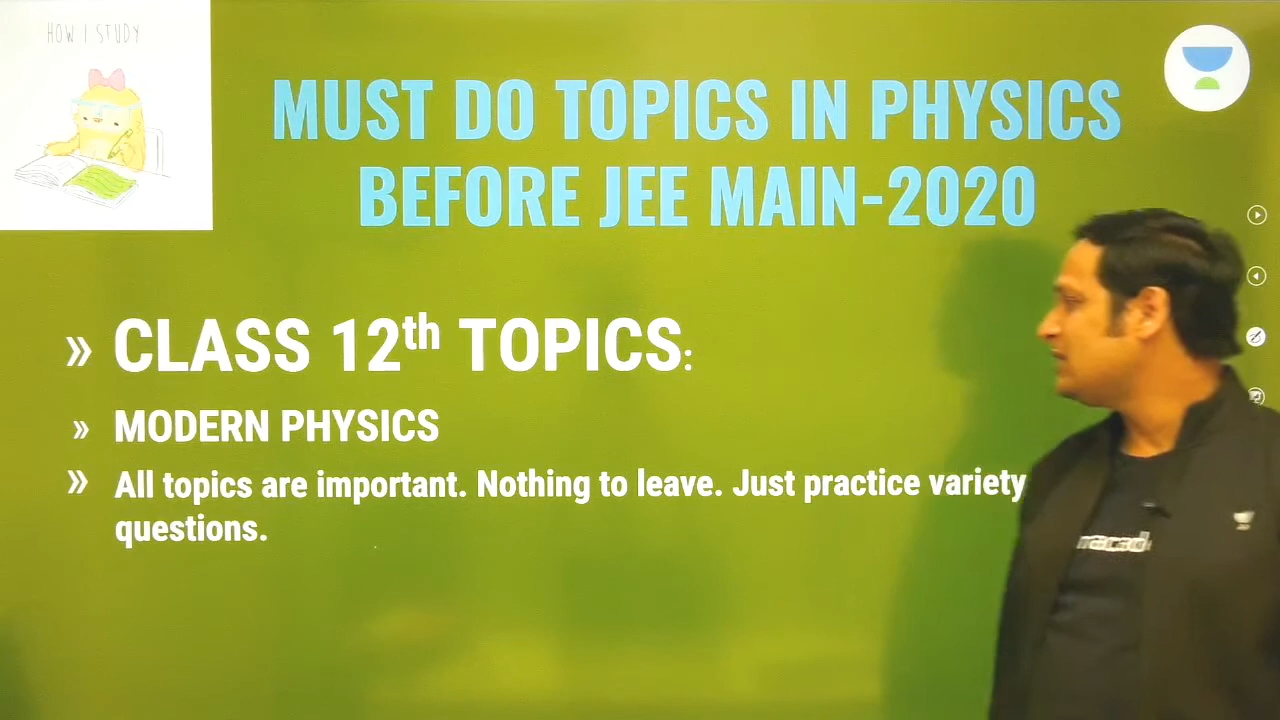 HOW I STUDY
MUST DO TOPICS IN PHYSICS
BEFORE JEE MAIN-2020
» CLASS 12th TOPICS:
» MODERN PHYSICS
» All topics are important. Nothing to leave. Just practice variety
questions.